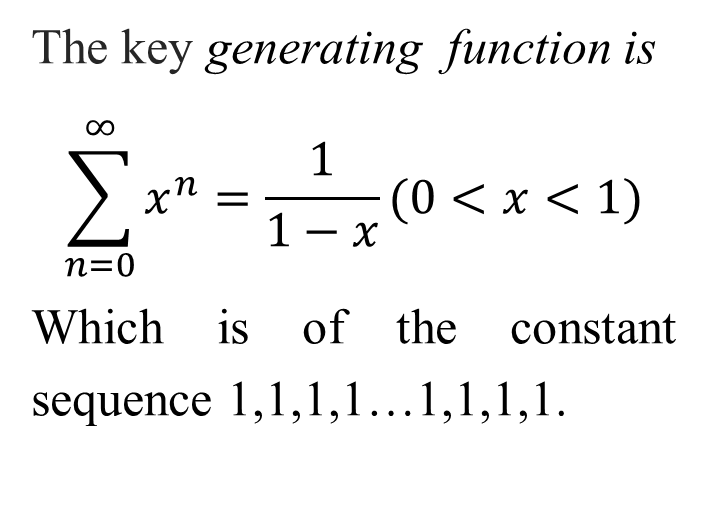 The key generating function is
∑_{n=0}^{∞} xⁿ = 1/(1 − x) (0 < x < 1)
Which is of the constant
sequence 1,1,1,1…1,1,1,1.